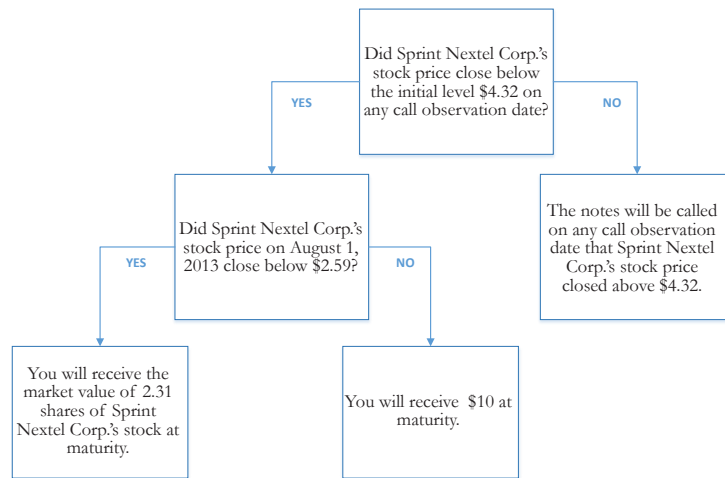 Did Sprint Nextel Corp.'s
stock price close below
the initial level $4.32 on
any call observation date?
YES
NO
Did Sprint Nextel Corp.'s
stock price on August 1,
2013 close below $2.59?
The notes will be called
on any call observation
date that Sprint Nextel
Corp.'s stock price
closed above $4.32.
YES
NO
You will receive the
market value of 2.31
shares of Sprint
Nextel Corp.'s stock at
maturity.
You will receive $10 at
maturity.